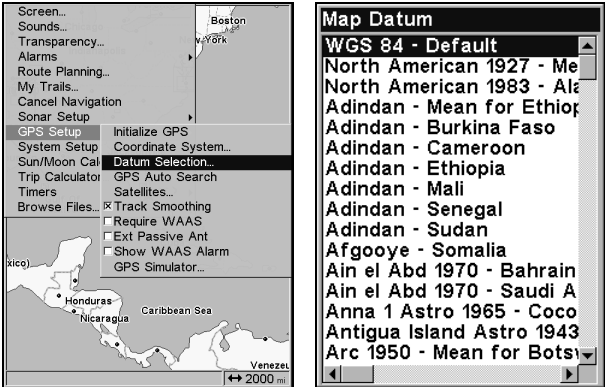 Screen...
Sounds...
Transparency...
Alarms
Route Planning...
My Trails...
Cancel Navigation
Sonar Setup
GPS Setup
System Setup
Sun/Moon Cal
Trip Calculator
Timers
Browse Files...
Initialize GPS
Coordinate System...
Datum Selection...
GPS Auto Search
Satellites...
Track Smoothing
Require WAAS
Ext Passive Ant
Show WAAS Alarm
GPS Simulator...
Boston
York
xico)
Honduras
Nicaragua
Caribbean Sea
Venezuel
2000 mi
Map Datum
WGS 84 - Default
North American 1927 - Me
North American 1983 - Ala
Adindan - Mean for Ethiop
Adindan - Burkina Faso
Adindan - Cameroon
Adindan - Ethiopia
Adindan - Mali
Adindan - Senegal
Adindan - Sudan
Afgooye - Somalia
Ain el Abd 1970 - Bahrain
Ain el Abd 1970 - Saudi A
Anna 1 Astro 1965 - Coco
Antigua Island Astro 1943
Arc 1950 - Mean for Botsw